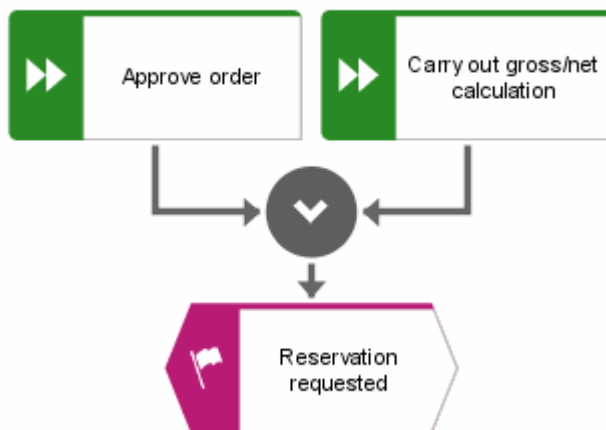 Approve order
Carry out gross/net
calculation
Reservation
requested